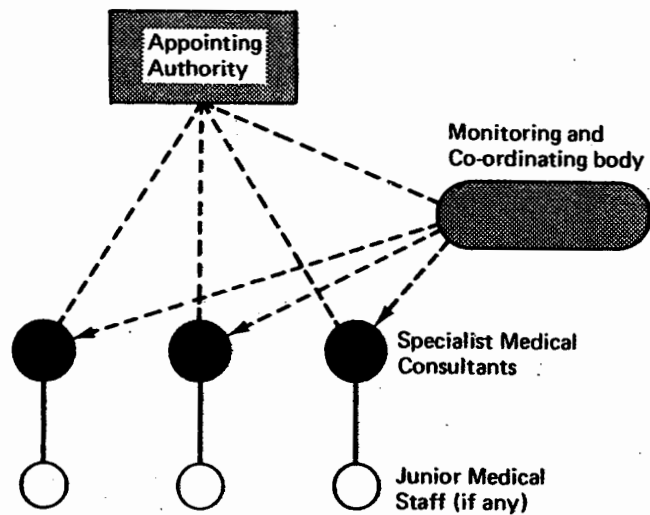 Appointing
Authority
Monitoring and
Co-ordinating body
Specialist Medical
Consultants
Junior Medical
Staff (if any)